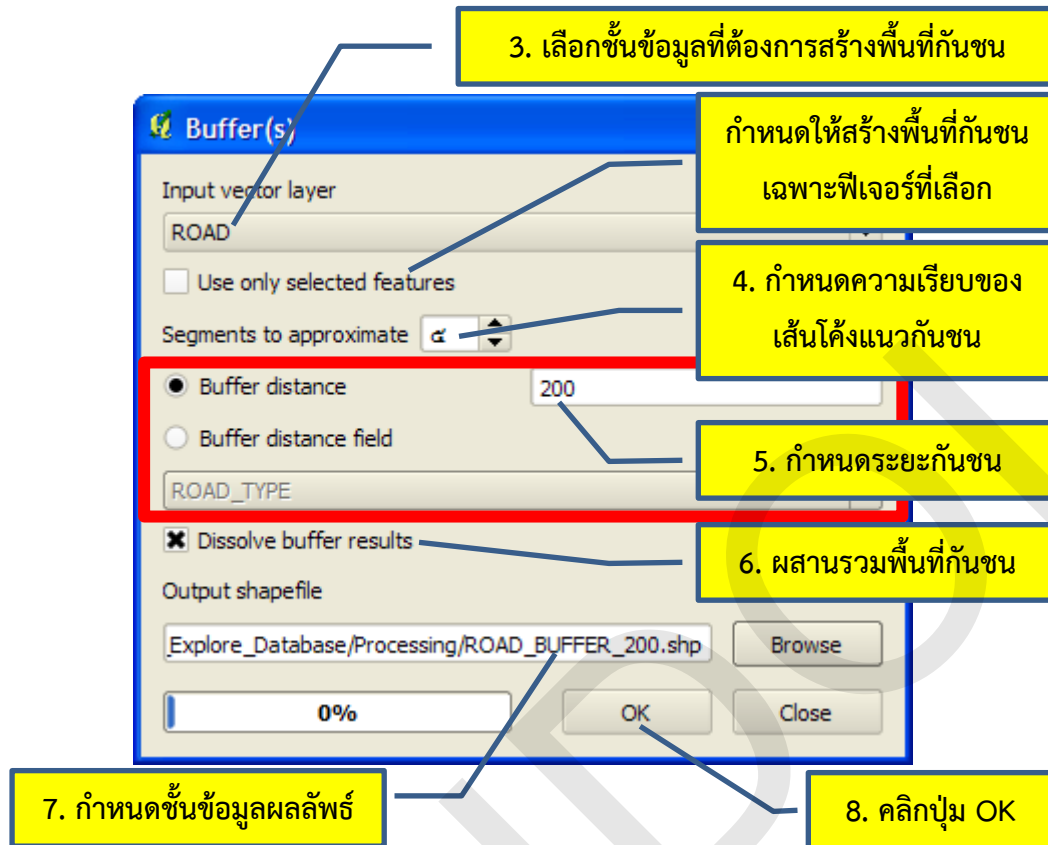 3. เลือกชั้นข้อมูลที่ต้องการสร้างพื้นที่กันชน
Buffer(s)
กำหนดให้สร้างพื้นที่กันชน
เฉพาะฟีเจอร์ที่เลือก
Input vector layer
ROAD
Use only selected features
4. กำหนดความเรียบของ
เส้นโค้งแนวกันชน
Segments to approximate ๕
Buffer distance 200
Buffer distance field
5. กำหนดระยะกันชน
ROAD_TYPE
Dissolve buffer results
6. ผสานรวมพื้นที่กันชน
Output shapefile
_Explore_Database/Processing/ROAD_BUFFER_200.shp Browse
0% OK Close
7. กำหนดชั้นข้อมูลผลลัพธ์
8. คลิกปุ่ม OK